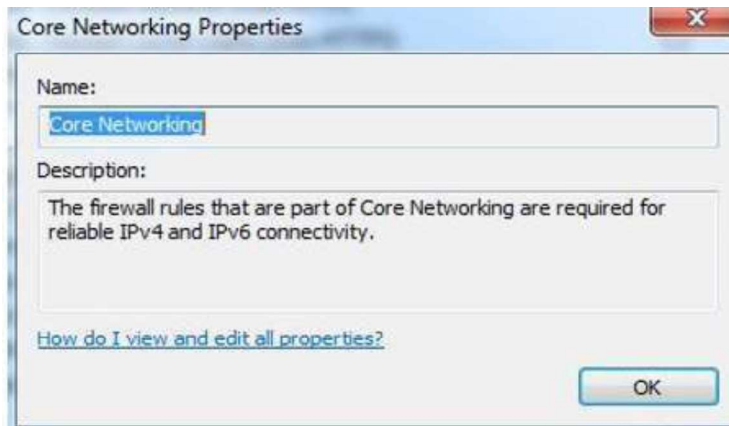 Core Networking Properties
Name:
Core Networking
Description:
The firewall rules that are part of Core Networking are required for
reliable IPv4 and IPv6 connectivity.
How do I view and edit all properties?
OK